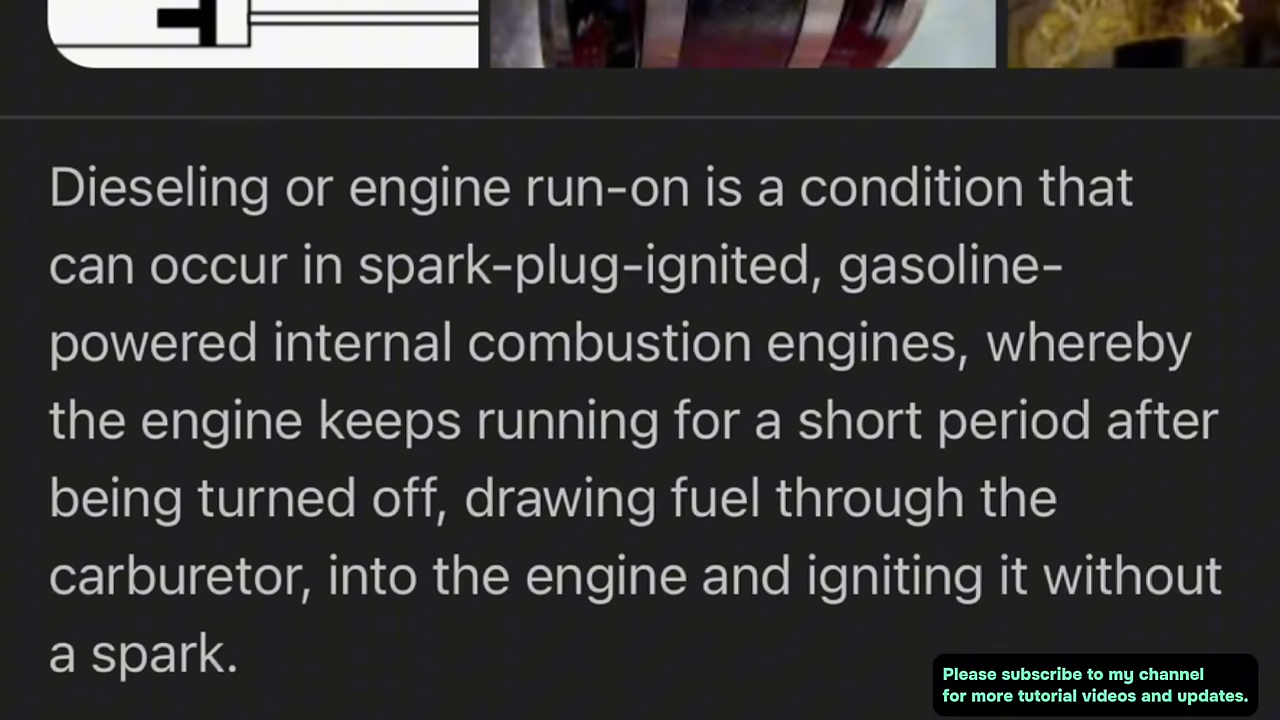 Dieseling or engine run-on is a condition that
can occur in spark-plug-ignited, gasoline-
powered internal combustion engines, whereby
the engine keeps running for a short period after
being turned off, drawing fuel through the
carburetor, into the engine and igniting it without
a spark.
Please subscribe to my channel
for more tutorial videos and updates.